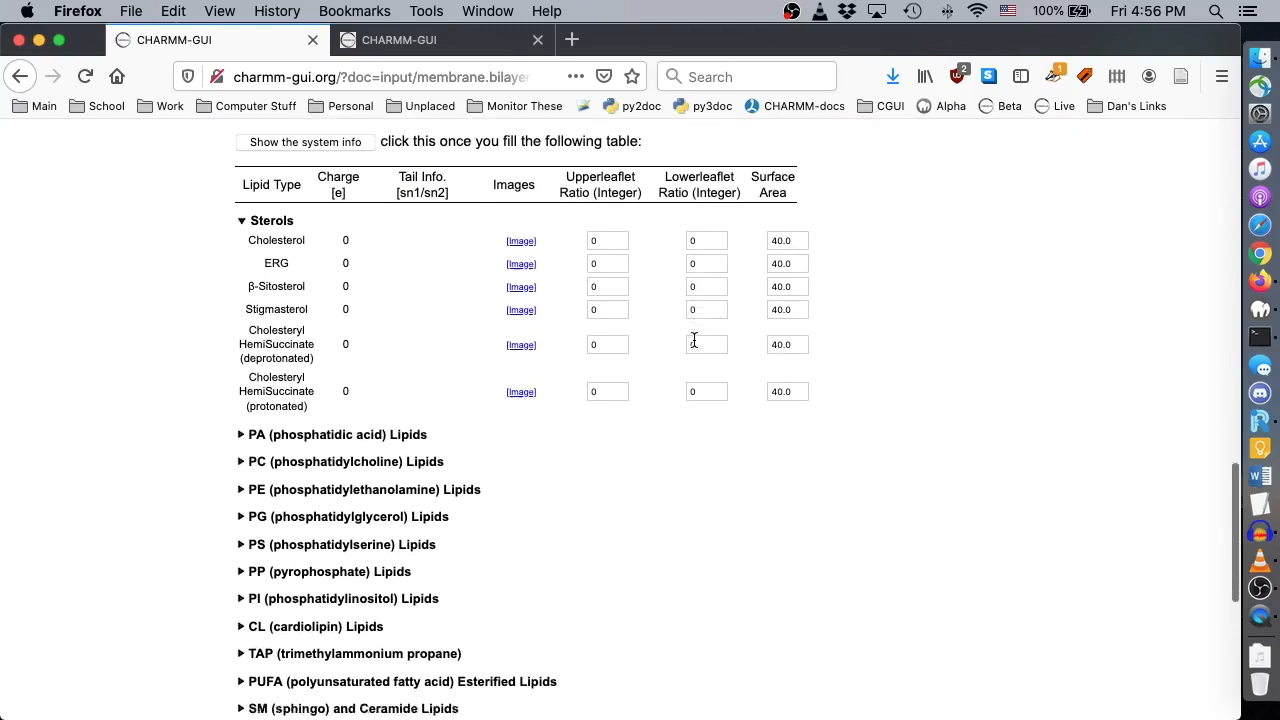 Firefox File Edit View History Bookmarks Tools Window Help 100% Fri 4:56 PM
CHARMM-GUI CHARMM-GUI
charmm-gui.org/?doc=input/membrane.bilayer Search 2 1
Main School Work Computer Stuff Personal Unplaced Monitor These py2doc py3doc CHARMM-docs CGUI Alpha Beta Live Dan's Links
Show the system info click this once you fill the following table:
Lipid Type Charge [e] Tail Info. [sn1/sn2] Images Upperleaflet Ratio (Integer) Lowerleaflet Ratio (Integer) Surface Area
▼ Sterols
Cholesterol 0 [Image] 0 0 40.0
ERG 0 [Image] 0 0 40.0
β-Sitosterol 0 [Image] 0 0 40.0
Stigmasterol 0 [Image] 0 0 40.0
Cholesteryl
HemiSuccinate 0 [Image] 0 40.0
(deprotonated)
Cholesteryl
HemiSuccinate 0 [Image] 0 0 40.0
(protonated)
▶ PA (phosphatidic acid) Lipids
▶ PC (phosphatidylcholine) Lipids
▶ PE (phosphatidylethanolamine) Lipids
▶ PG (phosphatidylglycerol) Lipids
▶ PS (phosphatidylserine) Lipids
▶ PP (pyrophosphate) Lipids
▶ PI (phosphatidylinositol) Lipids
▶ CL (cardiolipin) Lipids
▶ TAP (trimethylammonium propane)
▶ PUFA (polyunsaturated fatty acid) Esterified Lipids
▶ SM (sphingo) and Ceramide Lipids